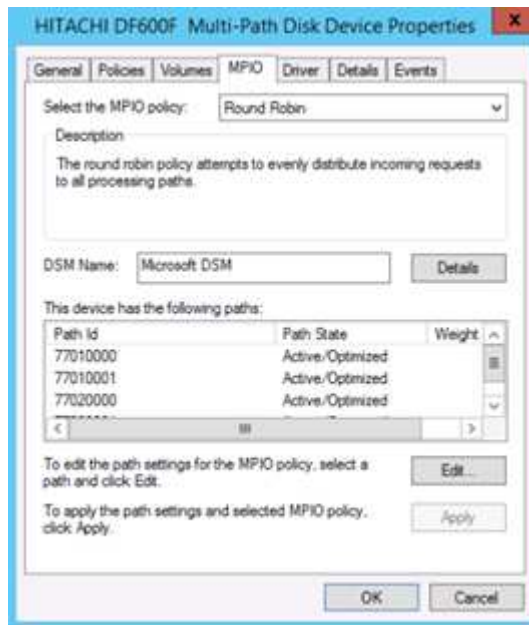 HITACHI DF600F Multi-Path Disk Device Properties
General Policies Volumes MPIO Driver Details Events
Select the MPIO policy: Round Robin
Description
The round robin policy attempts to evenly distribute incoming requests
to all processing paths.
DSM Name: Microsoft DSM Details
This device has the following paths:
Path Id Path State Weight
77010000 Active/Optimized
77010001 Active/Optimized
77020000 Active/Optimized
To edit the path settings for the MPIO policy, select a
path and click Edit.
Edit...
To apply the path settings and selected MPIO policy,
click Apply.
Apply
OK Cancel